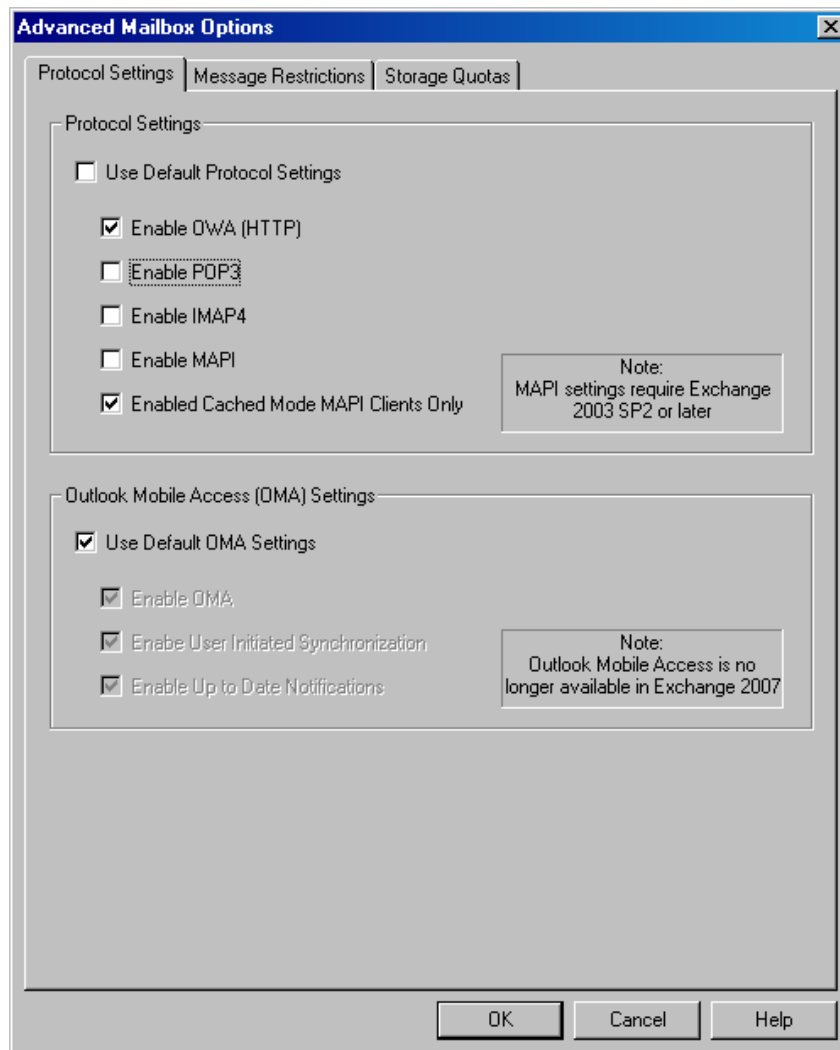 Advanced Mailbox Options
Protocol Settings
Message Restrictions
Storage Quotas
Protocol Settings
Use Default Protocol Settings
Enable OWA (HTTP)
Enable POP3
Enable IMAP4
Enable MAPI
Enabled Cached Mode MAPI Clients Only
Note:
MAPI settings require Exchange
2003 SP2 or later
Outlook Mobile Access (OMA) Settings
Use Default OMA Settings
Enable OMA
Enabe User Initiated Synchronization
Enable Up to Date Notifications
Note:
Outlook Mobile Access is no
longer available in Exchange 2007
OK
Cancel
Help